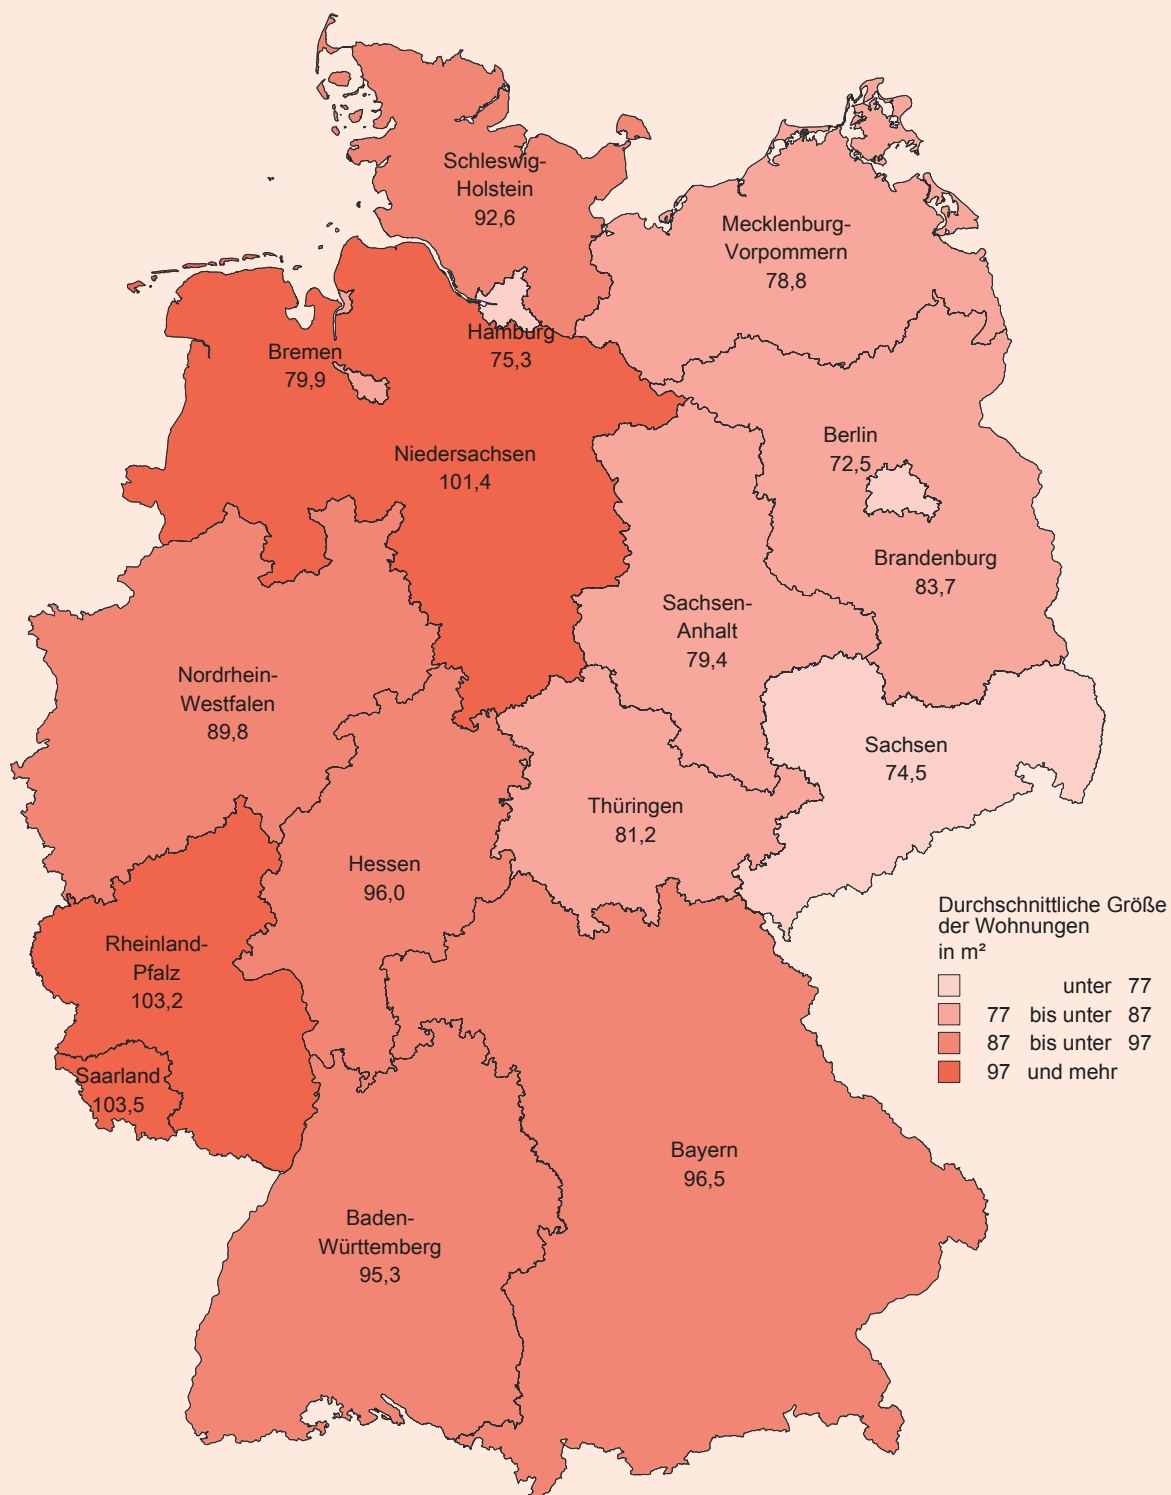 Schleswig-
Holstein
92,6
Mecklenburg-
Vorpommern
78,8
Hamburg
75,3
Bremen
79,9
Niedersachsen
101,4
Berlin
72,5
Brandenburg
83,7
Sachsen-
Anhalt
79,4
Nordrhein-
Westfalen
89,8
Sachsen
74,5
Thüringen
81,2
Hessen
96,0
Rheinland-
Pfalz
103,2
Saarland
103,5
Bayern
96,5
Baden-
Württemberg
95,3
Durchschnittliche Größe
der Wohnungen
in m²
unter 77
77 bis unter 87
87 bis unter 97
97 und mehr